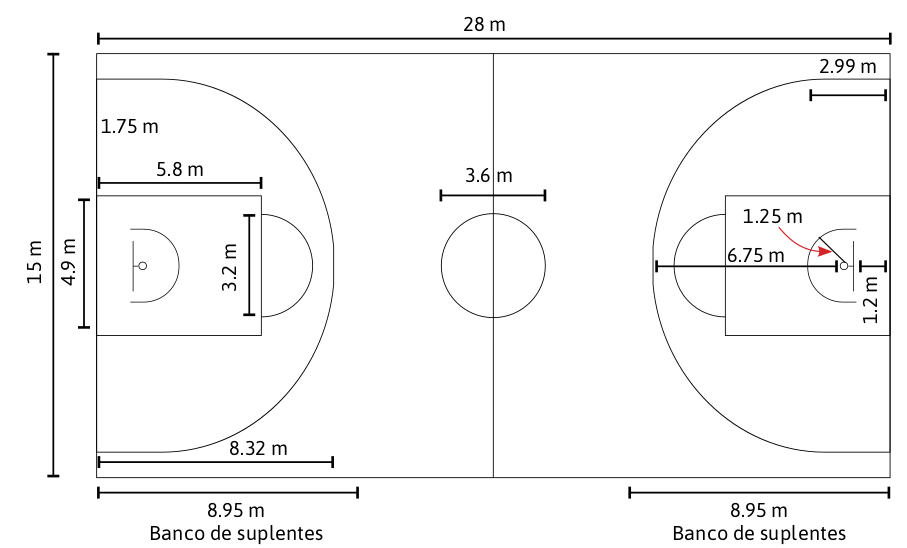 28 m
2.99 m
1.75 m
5.8 m
3.6 m
1.25 m
15 m
4.9 m
3.2 m
6.75 m
1.2 m
8.32 m
8.95 m
Banco de suplentes
8.95 m
Banco de suplentes